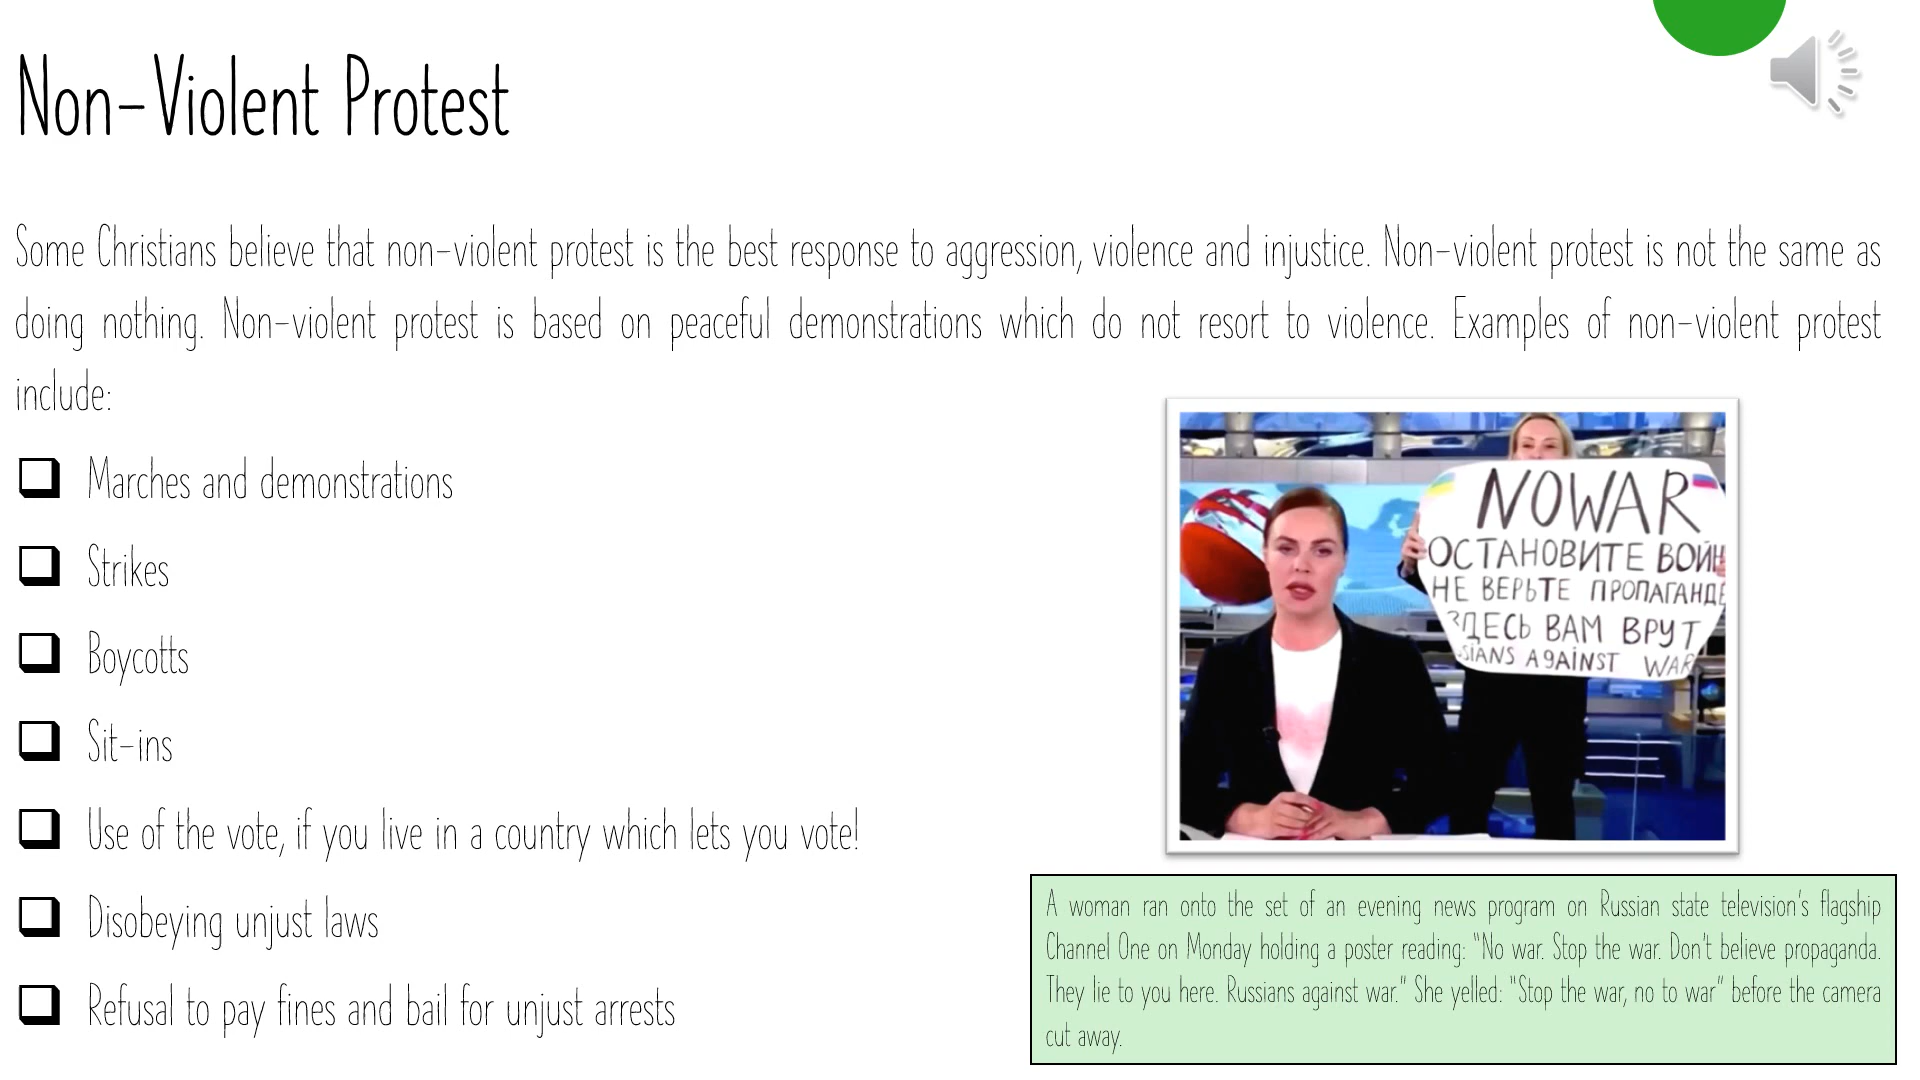 Non-Violent Protest
Some Christians believe that non-violent protest is the best response to aggression, violence and injustice. Non-violent protest is not the same as
doing nothing. Non-violent protest is based on peaceful demonstrations which do not resort to violence. Examples of non-violent protest
include:
Marches and demonstrations
Strikes
Boycotts
Sit-ins
Use of the vote, if you live in a country which lets you vote!
Disobeying unjust laws
Refusal to pay fines and bail for unjust arrests
NO WAR
ОСТАНОВИТЕ ВОЙН
НЕ ВЕРЬТЕ ПРОПАГАНДЕ
ЗДЕСЬ ВАМ ВРУТ
SIANS AGAINST WAR
A woman ran onto the set of an evening news program on Russian state television's flagship
Channel One on Monday holding a poster reading: "No war. Stop the war. Don't believe propaganda.
They lie to you here. Russians against war." She yelled: "Stop the war, no to war" before the camera
cut away.